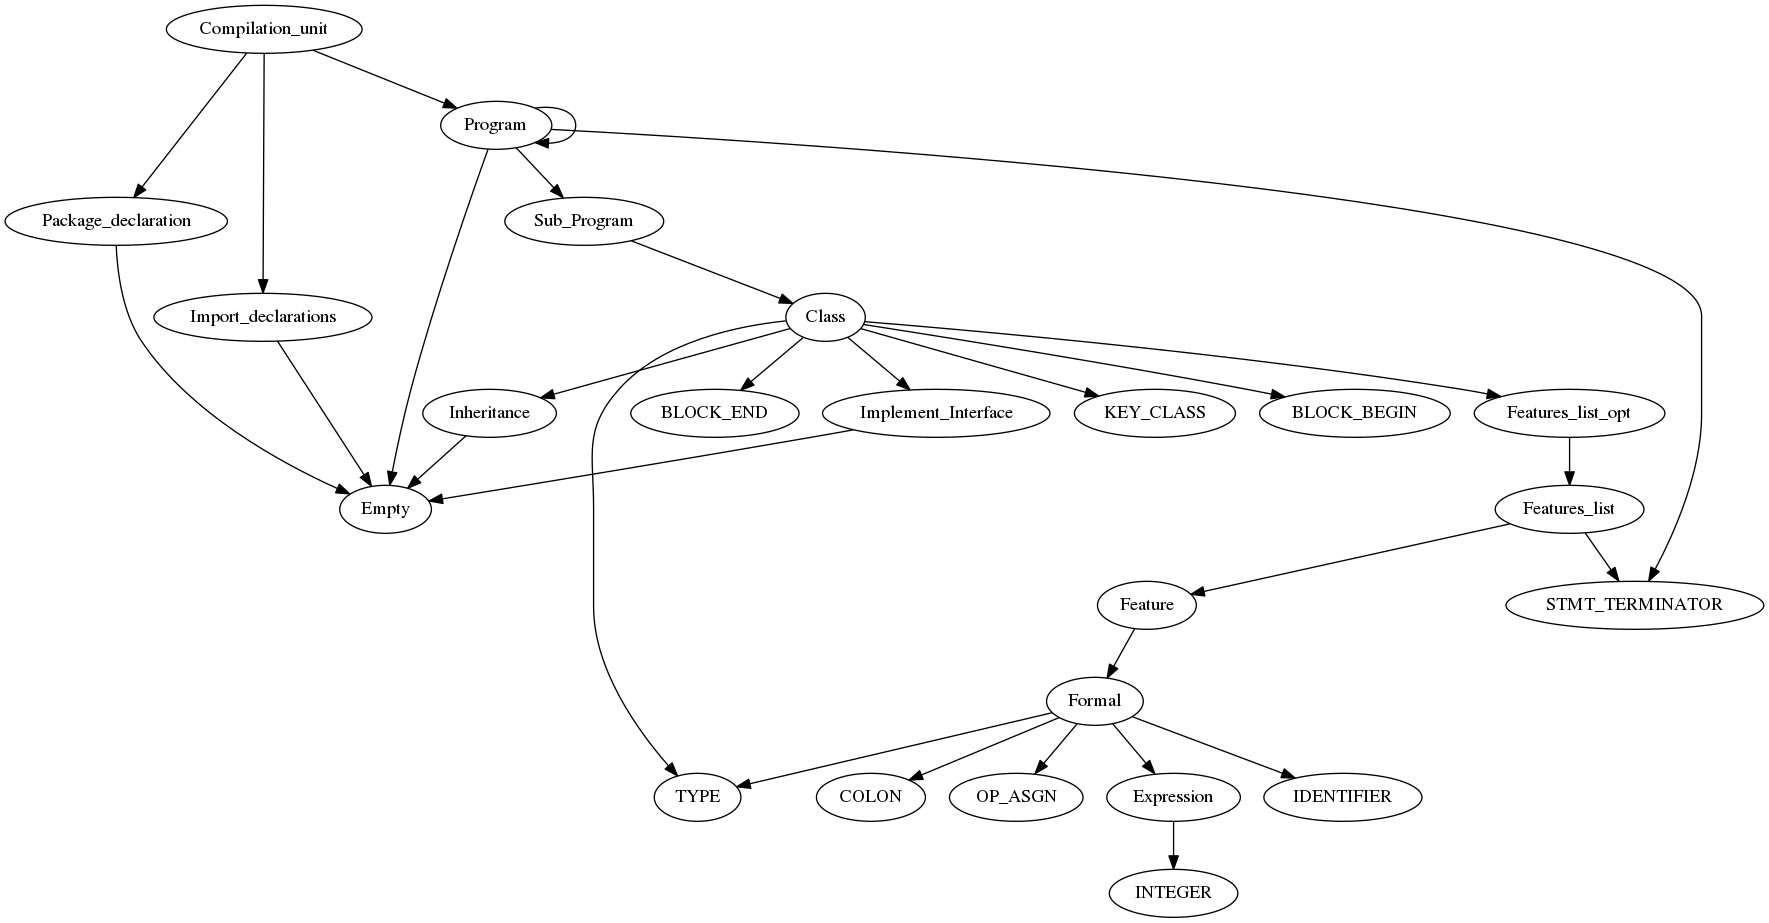 Compilation_unit
Program
Package_declaration
Sub_Program
Import_declarations
Class
Inheritance
BLOCK_END
Implement_Interface
KEY_CLASS
BLOCK_BEGIN
Features_list_opt
Empty
Features_list
Feature
STMT_TERMINATOR
Formal
TYPE
COLON
OP_ASGN
Expression
IDENTIFIER
INTEGER